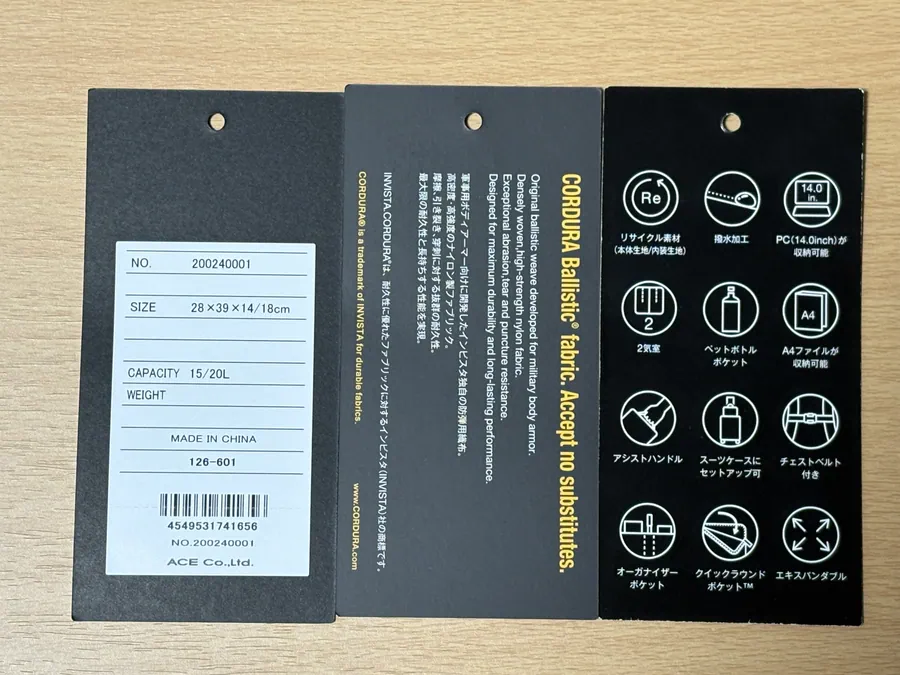 NO. 200240001
SIZE 28×39×14/18cm
CAPACITY 15/20L
WEIGHT
MADE IN CHINA
126-601
4549531741656
NO.200240001
ACE Co.,Ltd.
CORDURA Ballistic® fabric. Accept no substitutes.
Original ballistic weave developed for military body armor.
Densely woven,high-strength nylon fabric.
Exceptional abrasion,tear and puncture resistance.
Designed for maximum durability and long-lasting performance.
軍事用ボディアーマー向けに開発したインビスタ独自の防弾用織布。
高密度・高強度のナイロン製ファブリック。
摩擦、引き裂き、穿刺に対する抜群の耐久性。
最大限の耐久性と長持ちする性能を実現。
INVISTA.CORDURA®は、耐久性に優れたファブリックに対するインビスタ(INVISTA)社の商標です。
CORDURA® is a trademark of INVISTA for durable fabrics.
www.CORDURA.com
Re
リサイクル素材
(本体生地/内装生地)
撥水加工
14.0
in.
PC(14.0inch)が
収納可能
2
2気室
ペットボトル
ポケット
A4
A4ファイルが
収納可能
アシストハンドル
スーツケースに
セットアップ可
チェストベルト
付き
オーガナイザー
ポケット
クイックラウンド
ポケット™
エキスパンダブル